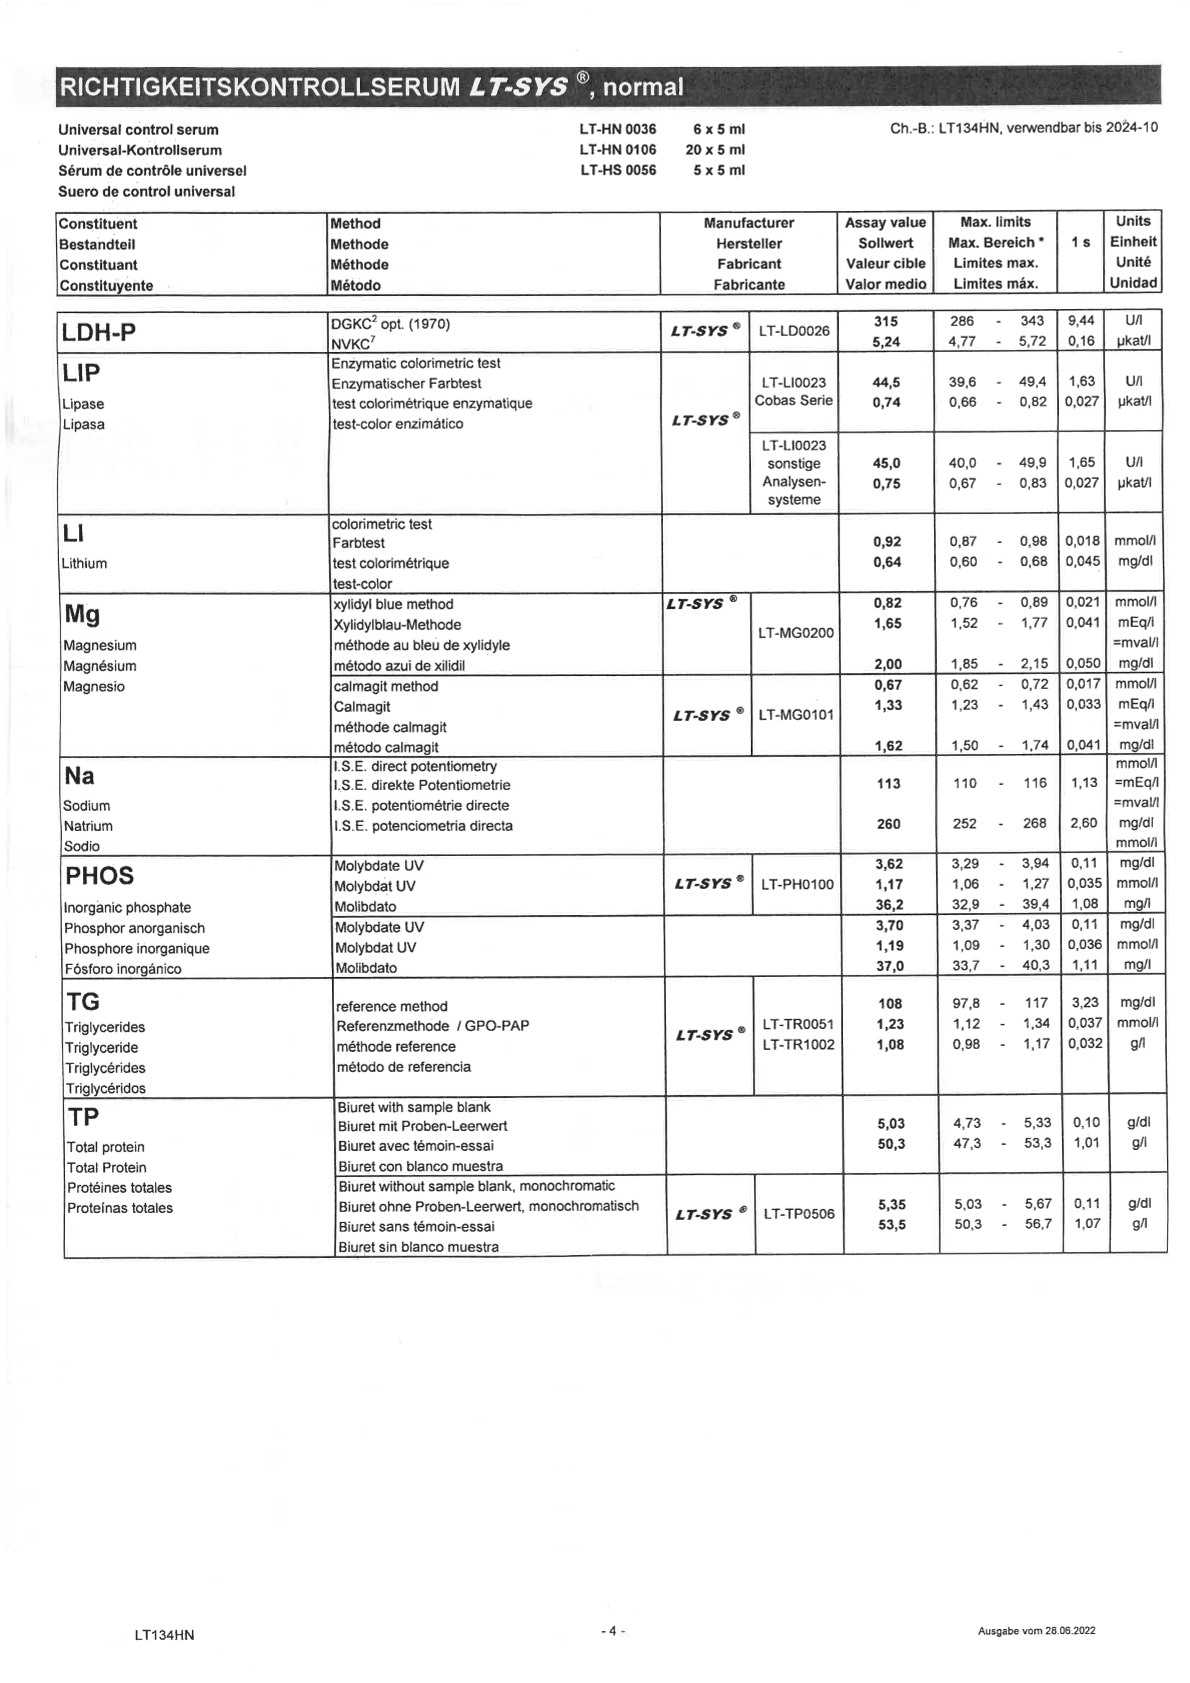 RICHTIGKEITSKONTROLLSERUM LT-SYS ®, normal
Universal control serum LT-HN 0036 6 x 5 ml Ch.-B.: LT134HN, verwendbar bis 2024-10
Universal-Kontrollserum LT-HN 0106 20 x 5 ml
Sérum de contrôle universel LT-HS 0056 5 x 5 ml
Suero de control universal
Constituent Method Manufacturer Assay value Max. limits Units
Bestandteil Methode Hersteller Sollwert Max. Bereich * 1 s Einheit
Constituant Méthode Fabricant Valeur cible Limites max. Unité
Constituyente Método Fabricante Valor medio Limites máx. Unidad
LDH-P DGKC2 opt. (1970) LT-SYS ® LT-LD0026 315 286 - 343 9,44 U/l
NVKC7 5,24 4,77 - 5,72 0,16 µkat/l
LIP Enzymatic colorimetric test
Enzymatischer Farbtest LT-LI0023 44,5 39,6 - 49,4 1,63 U/l
Lipase test colorimétrique enzymatique Cobas Serie 0,74 0,66 - 0,82 0,027 µkat/l
Lipasa test-color enzimático LT-SYS ®
LT-LI0023
sonstige 45,0 40,0 - 49,9 1,65 U/l
Analysen- 0,75 0,67 - 0,83 0,027 µkat/l
systeme
LI colorimetric test
Farbtest 0,92 0,87 - 0,98 0,018 mmol/l
Lithium test colorimétrique 0,64 0,60 - 0,68 0,045 mg/dl
test-color
Mg xylidyl blue method LT-SYS ® 0,82 0,76 - 0,89 0,021 mmol/l
Xylidylblau-Methode LT-MG0200 1,65 1,52 - 1,77 0,041 mEq/l
Magnesium méthode au bleu de xylidyle =mval/l
Magnésium método azui de xilidil 2,00 1,85 - 2,15 0,050 mg/dl
Magnesio calmagit method 0,67 0,62 - 0,72 0,017 mmol/l
Calmagit LT-SYS ® LT-MG0101 1,33 1,23 - 1,43 0,033 mEq/l
méthode calmagit =mval/l
método calmagit 1,62 1,50 - 1,74 0,041 mg/dl
Na I.S.E. direct potentiometry mmol/l
I.S.E. direkte Potentiometrie 113 110 - 116 1,13 =mEq/l
Sodium I.S.E. potentiométrie directe =mval/l
Natrium I.S.E. potenciometria directa 260 252 - 268 2,60 mg/dl
Sodio mmol/l
PHOS Molybdate UV 3,62 3,29 - 3,94 0,11 mg/dl
Molybdat UV LT-SYS ® LT-PH0100 1,17 1,06 - 1,27 0,035 mmol/l
Inorganic phosphate Molibdato 36,2 32,9 - 39,4 1,08 mg/l
Phosphor anorganisch Molybdate UV 3,70 3,37 - 4,03 0,11 mg/dl
Phosphore inorganique Molybdat UV 1,19 1,09 - 1,30 0,036 mmol/l
Fósforo inorgánico Molibdato 37,0 33,7 - 40,3 1,11 mg/l
TG reference method 108 97,8 - 117 3,23 mg/dl
Triglycerides Referenzmethode / GPO-PAP LT-SYS ® LT-TR0051 1,23 1,12 - 1,34 0,037 mmol/l
Triglyceride méthode reference LT-TR1002 1,08 0,98 - 1,17 0,032 g/l
Triglycérides método de referencia
Triglycéridos
TP Biuret with sample blank
Biuret mit Proben-Leerwert 5,03 4,73 - 5,33 0,10 g/dl
Total protein Biuret avec témoin-essai 50,3 47,3 - 53,3 1,01 g/l
Total Protein Biuret con blanco muestra
Protéines totales Biuret without sample blank, monochromatic
Proteínas totales Biuret ohne Proben-Leerwert, monochromatisch LT-SYS ® LT-TP0506 5,35 5,03 - 5,67 0,11 g/dl
Biuret sans témoin-essai 53,5 50,3 - 56,7 1,07 g/l
Biuret sin blanco muestra
LT134HN - 4 - Ausgabe vom 28.06.2022